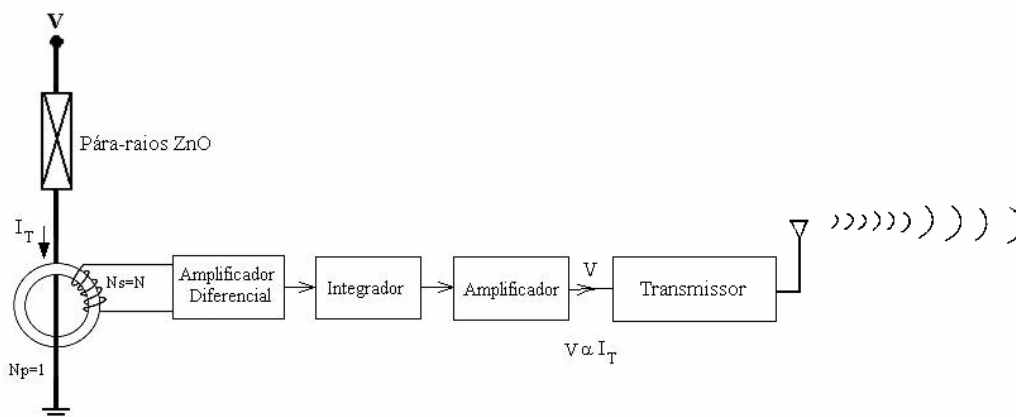 V
Pára-raios ZnO
I_T
Ns=N
Amplificador
Diferencial
Integrador
Amplificador
V
Transmissor
V α I_T
Np=1